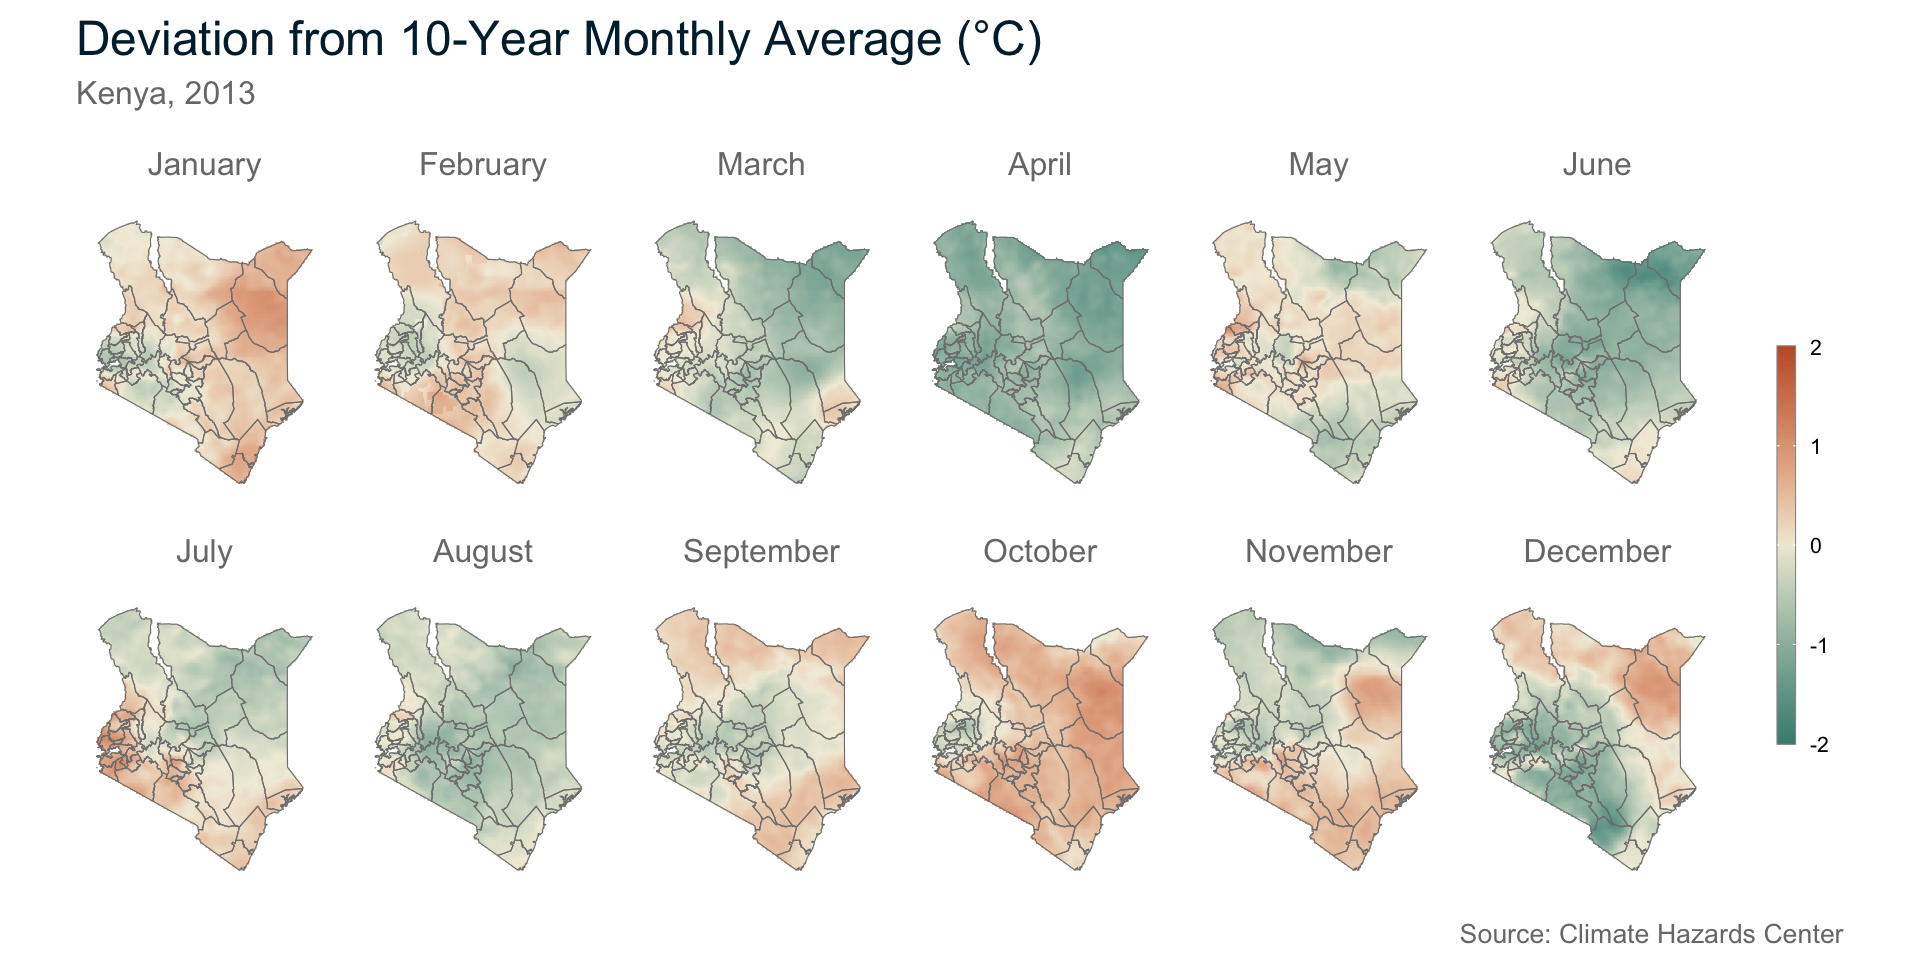 Deviation from 10-Year Monthly Average (°C)
Kenya, 2013
January
February
March
April
May
June
July
August
September
October
November
December
2
1
0
-1
-2
Source: Climate Hazards Center